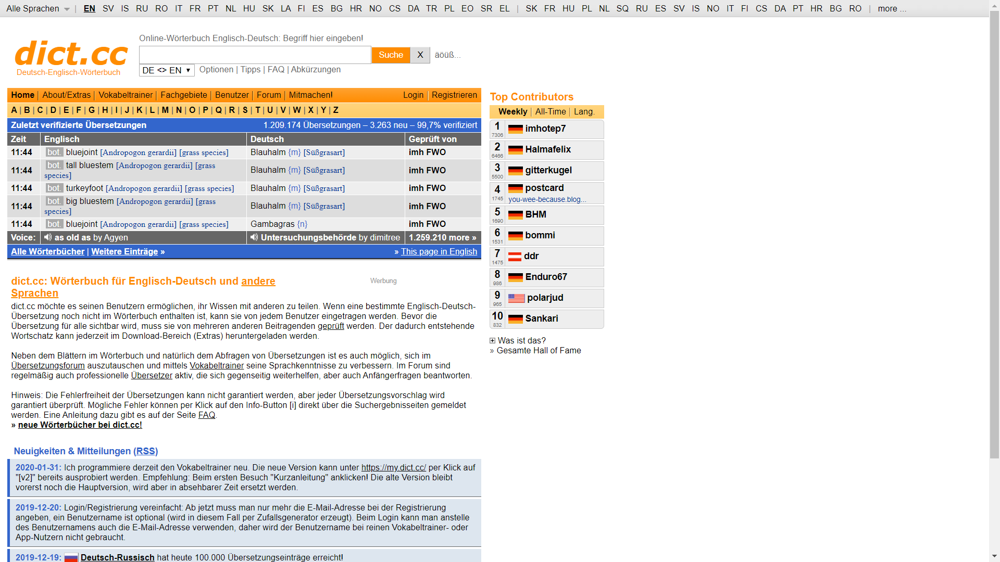 Alle Sprachen | EN SV IS RU RO IT FR PT NL HU SK LA FI ES BG HR NO CS DA TR PL EO SR EL | SK FR HU PL NL SQ RU ES SV IS NO IT FI CS DA PT HR BG RO | more ...
Online-Wörterbuch Englisch-Deutsch: Begriff hier eingeben!
dict.cc
Deutsch-Englisch-Wörterbuch
Suche X äöüß...
DE <> EN Optionen | Tipps | FAQ | Abkürzungen
Home | About/Extras | Vokabeltrainer | Fachgebiete | Benutzer | Forum | Mitmachen! Login | Registrieren
A | B | C | D | E | F | G | H | I | J | K | L | M | N | O | P | Q | R | S | T | U | V | W | X | Y | Z
Zuletzt verifizierte Übersetzungen 1.209.174 Übersetzungen – 3.263 neu – 99,7% verifiziert
Zeit Englisch Deutsch Geprüft von
11:44 bot. bluejoint [Andropogon gerardii] [grass species] Blauhalm {m} [Süßgrasart] imh FWO
11:44 bot. tall bluestem [Andropogon gerardii] [grass
species] Blauhalm {m} [Süßgrasart] imh FWO
11:44 bot. turkeyfoot [Andropogon gerardii] [grass species] Blauhalm {m} [Süßgrasart] imh FWO
11:44 bot. big bluestem [Andropogon gerardii] [grass
species] Blauhalm {m} [Süßgrasart] imh FWO
11:44 bot. bluejoint [Andropogon gerardii] [grass species] Gambagras {n} imh FWO
Voice: as old as by Agyen Untersuchungsbehörde by dimitree 1.259.210 more »
Alle Wörterbücher | Weitere Einträge » » This page in English
dict.cc: Wörterbuch für Englisch-Deutsch und andere
Sprachen
Werbung
dict.cc möchte es seinen Benutzern ermöglichen, ihr Wissen mit anderen zu teilen. Wenn eine bestimmte Englisch-Deutsch-
Übersetzung noch nicht im Wörterbuch enthalten ist, kann sie von jedem Benutzer eingetragen werden. Bevor die
Übersetzung für alle sichtbar wird, muss sie von mehreren anderen Beitragenden geprüft werden. Der dadurch entstehende
Wortschatz kann jederzeit im Download-Bereich (Extras) heruntergeladen werden.
Neben dem Blättern im Wörterbuch und natürlich dem Abfragen von Übersetzungen ist es auch möglich, sich im
Übersetzungsforum auszutauschen und mittels Vokabeltrainer seine Sprachkenntnisse zu verbessern. Im Forum sind
regelmäßig auch professionelle Übersetzer aktiv, die sich gegenseitig weiterhelfen, aber auch Anfängerfragen beantworten.
Hinweis: Die Fehlerfreiheit der Übersetzungen kann nicht garantiert werden, aber jeder Übersetzungsvorschlag wird
garantiert überprüft. Mögliche Fehler können per Klick auf den Info-Button [i] direkt über die Suchergebnisseiten gemeldet
werden. Eine Anleitung dazu gibt es auf der Seite FAQ.
» neue Wörterbücher bei dict.cc!
Neuigkeiten & Mitteilungen (RSS)
2020-01-31: Ich programmiere derzeit den Vokabeltrainer neu. Die neue Version kann unter https://my.dict.cc/ per Klick auf
"[v2]" bereits ausprobiert werden. Empfehlung: Beim ersten Besuch "Kurzanleitung" anklicken! Die alte Version bleibt
vorerst noch die Hauptversion, wird aber in absehbarer Zeit ersetzt werden.
2019-12-20: Login/Registrierung vereinfacht: Ab jetzt muss man nur mehr die E-Mail-Adresse bei der Registrierung
angeben, ein Benutzername ist optional (wird in diesem Fall per Zufallsgenerator erzeugt). Beim Login kann man anstelle
des Benutzernamens auch die E-Mail-Adresse verwenden, daher wird der Benutzername bei reinen Vokabeltrainer- oder
App-Nutzern nicht gebraucht.
2019-12-19: Deutsch-Russisch hat heute 100.000 Übersetzungseinträge erreicht!
Top Contributors
Weekly | All-Time | Lang.
1 imhotep7
7306
2 Halmafelix
6466
3 gitterkugel
5500
4 postcard
1745 you-wee-because.blog...
5 BHM
1690
6 bommi
1531
7 ddr
1475
8 Enduro67
986
9 polarjud
965
10 Sankari
832
Was ist das?
» Gesamte Hall of Fame